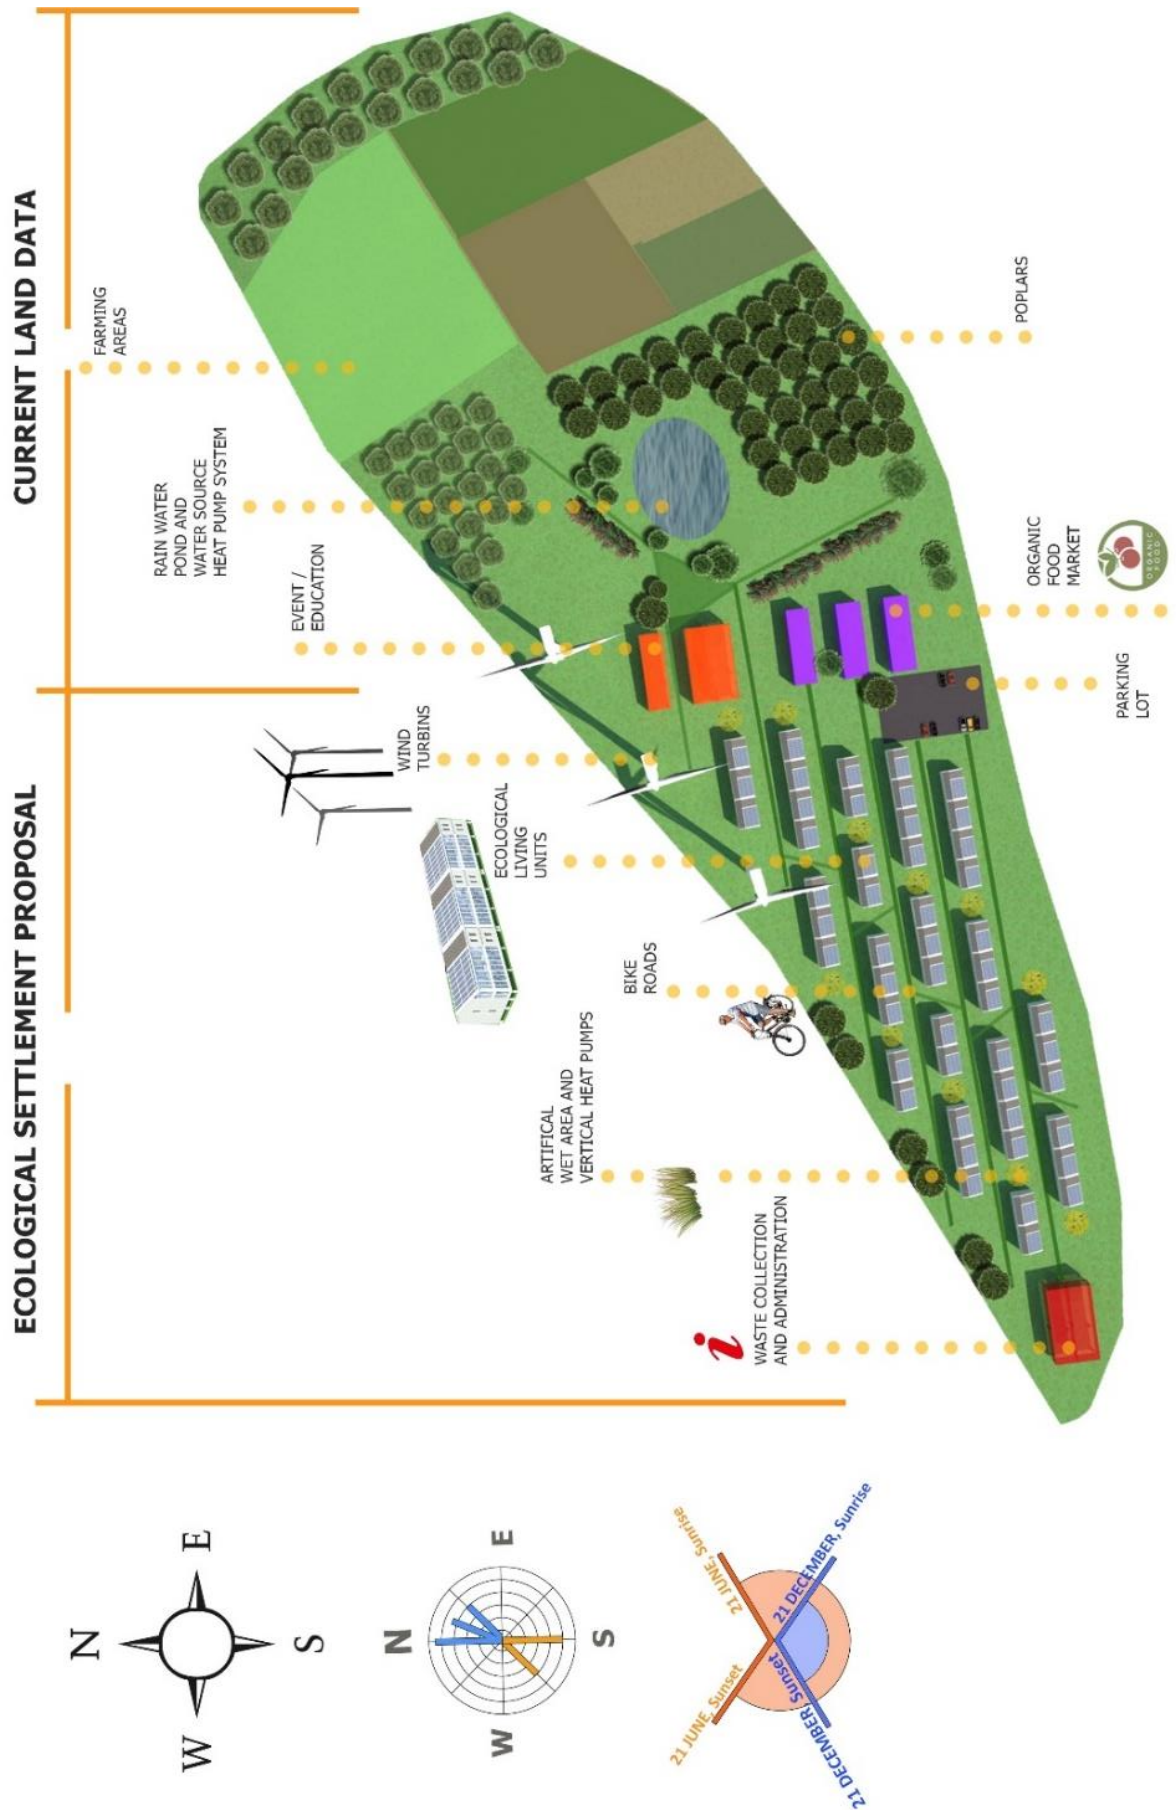 ECOLOGICAL SETTLEMENT PROPOSAL
CURRENT LAND DATA
FARMING
AREAS
RAIN WATER
POND AND
WATER SOURCE
HEAT PUMP SYSTEM
EVENT /
EDUCATION
WIND
TURBINS
ECOLOGICAL
LIVING
UNITS
BIKE
ROADS
ARTIFICAL
WET AREA AND
VERTICAL HEAT PUMPS
i
WASTE COLLECTION
AND ADMINISTRATION
POPLARS
ORGANIC
FOOD
MARKET
ORGANIC
FOOD
PARKING
LOT
N
W
E
S
N
W
E
S
21 JUNE, Sunset
21 JUNE, Sunrise
21 DECEMBER Sunset
21 DECEMBER, Sunrise